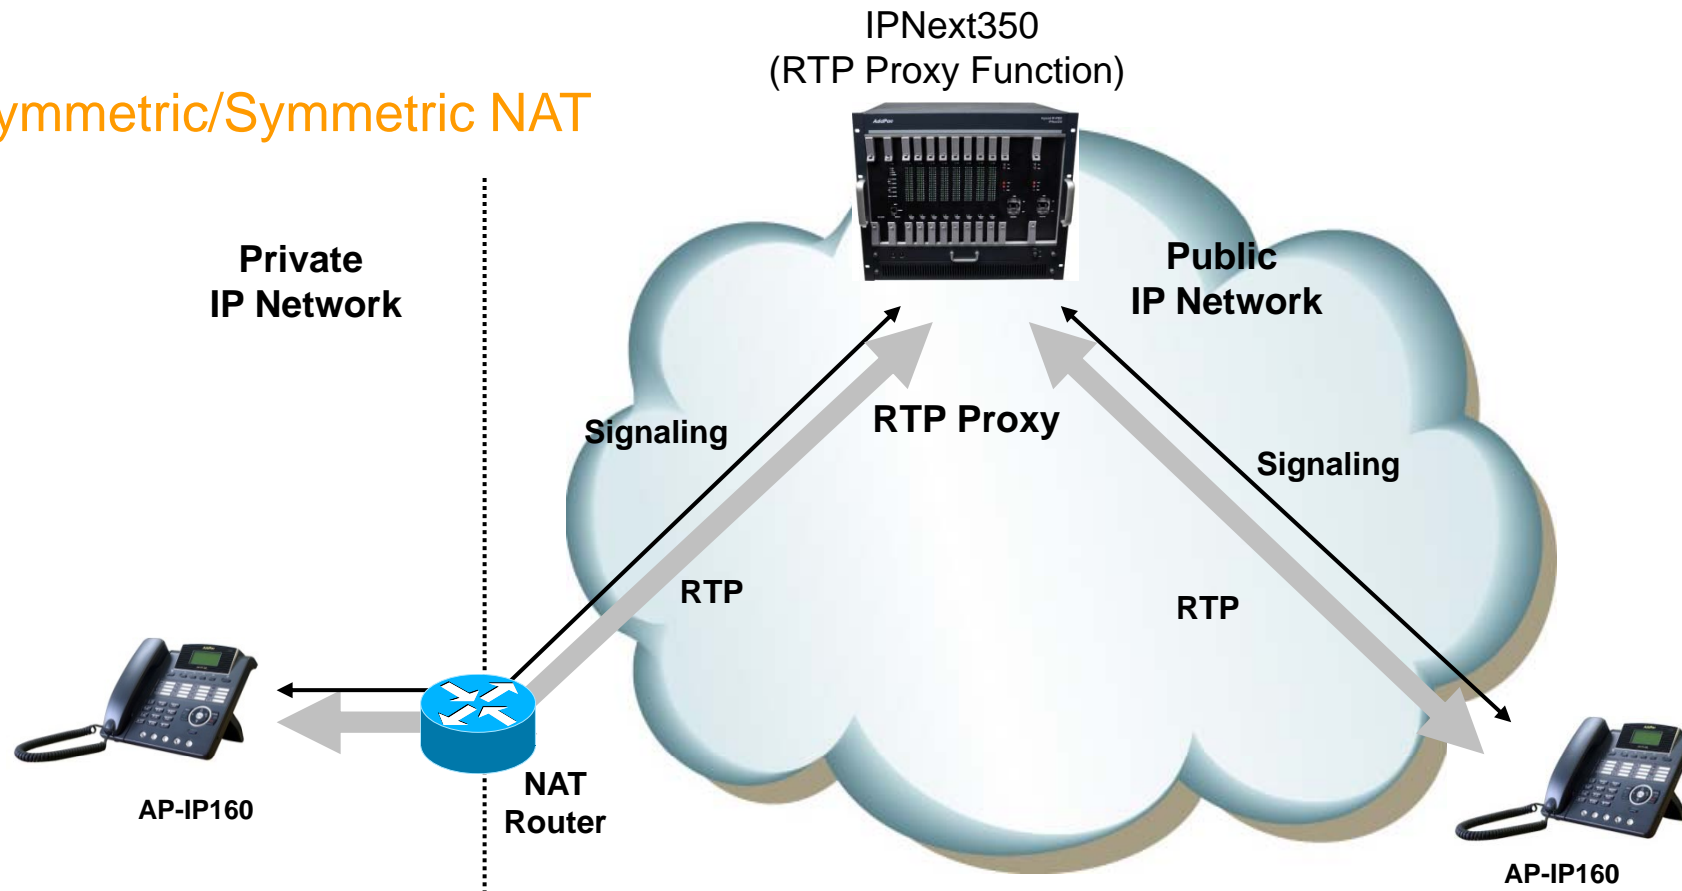 IPNext350
(RTP Proxy Function)
ymmetric/Symmetric NAT
AddPac
Private
IP Network
Public
IP Network
Signaling
RTP Proxy
Signaling
RTP
RTP
NAT
Router
AP-IP160
AP-IP160